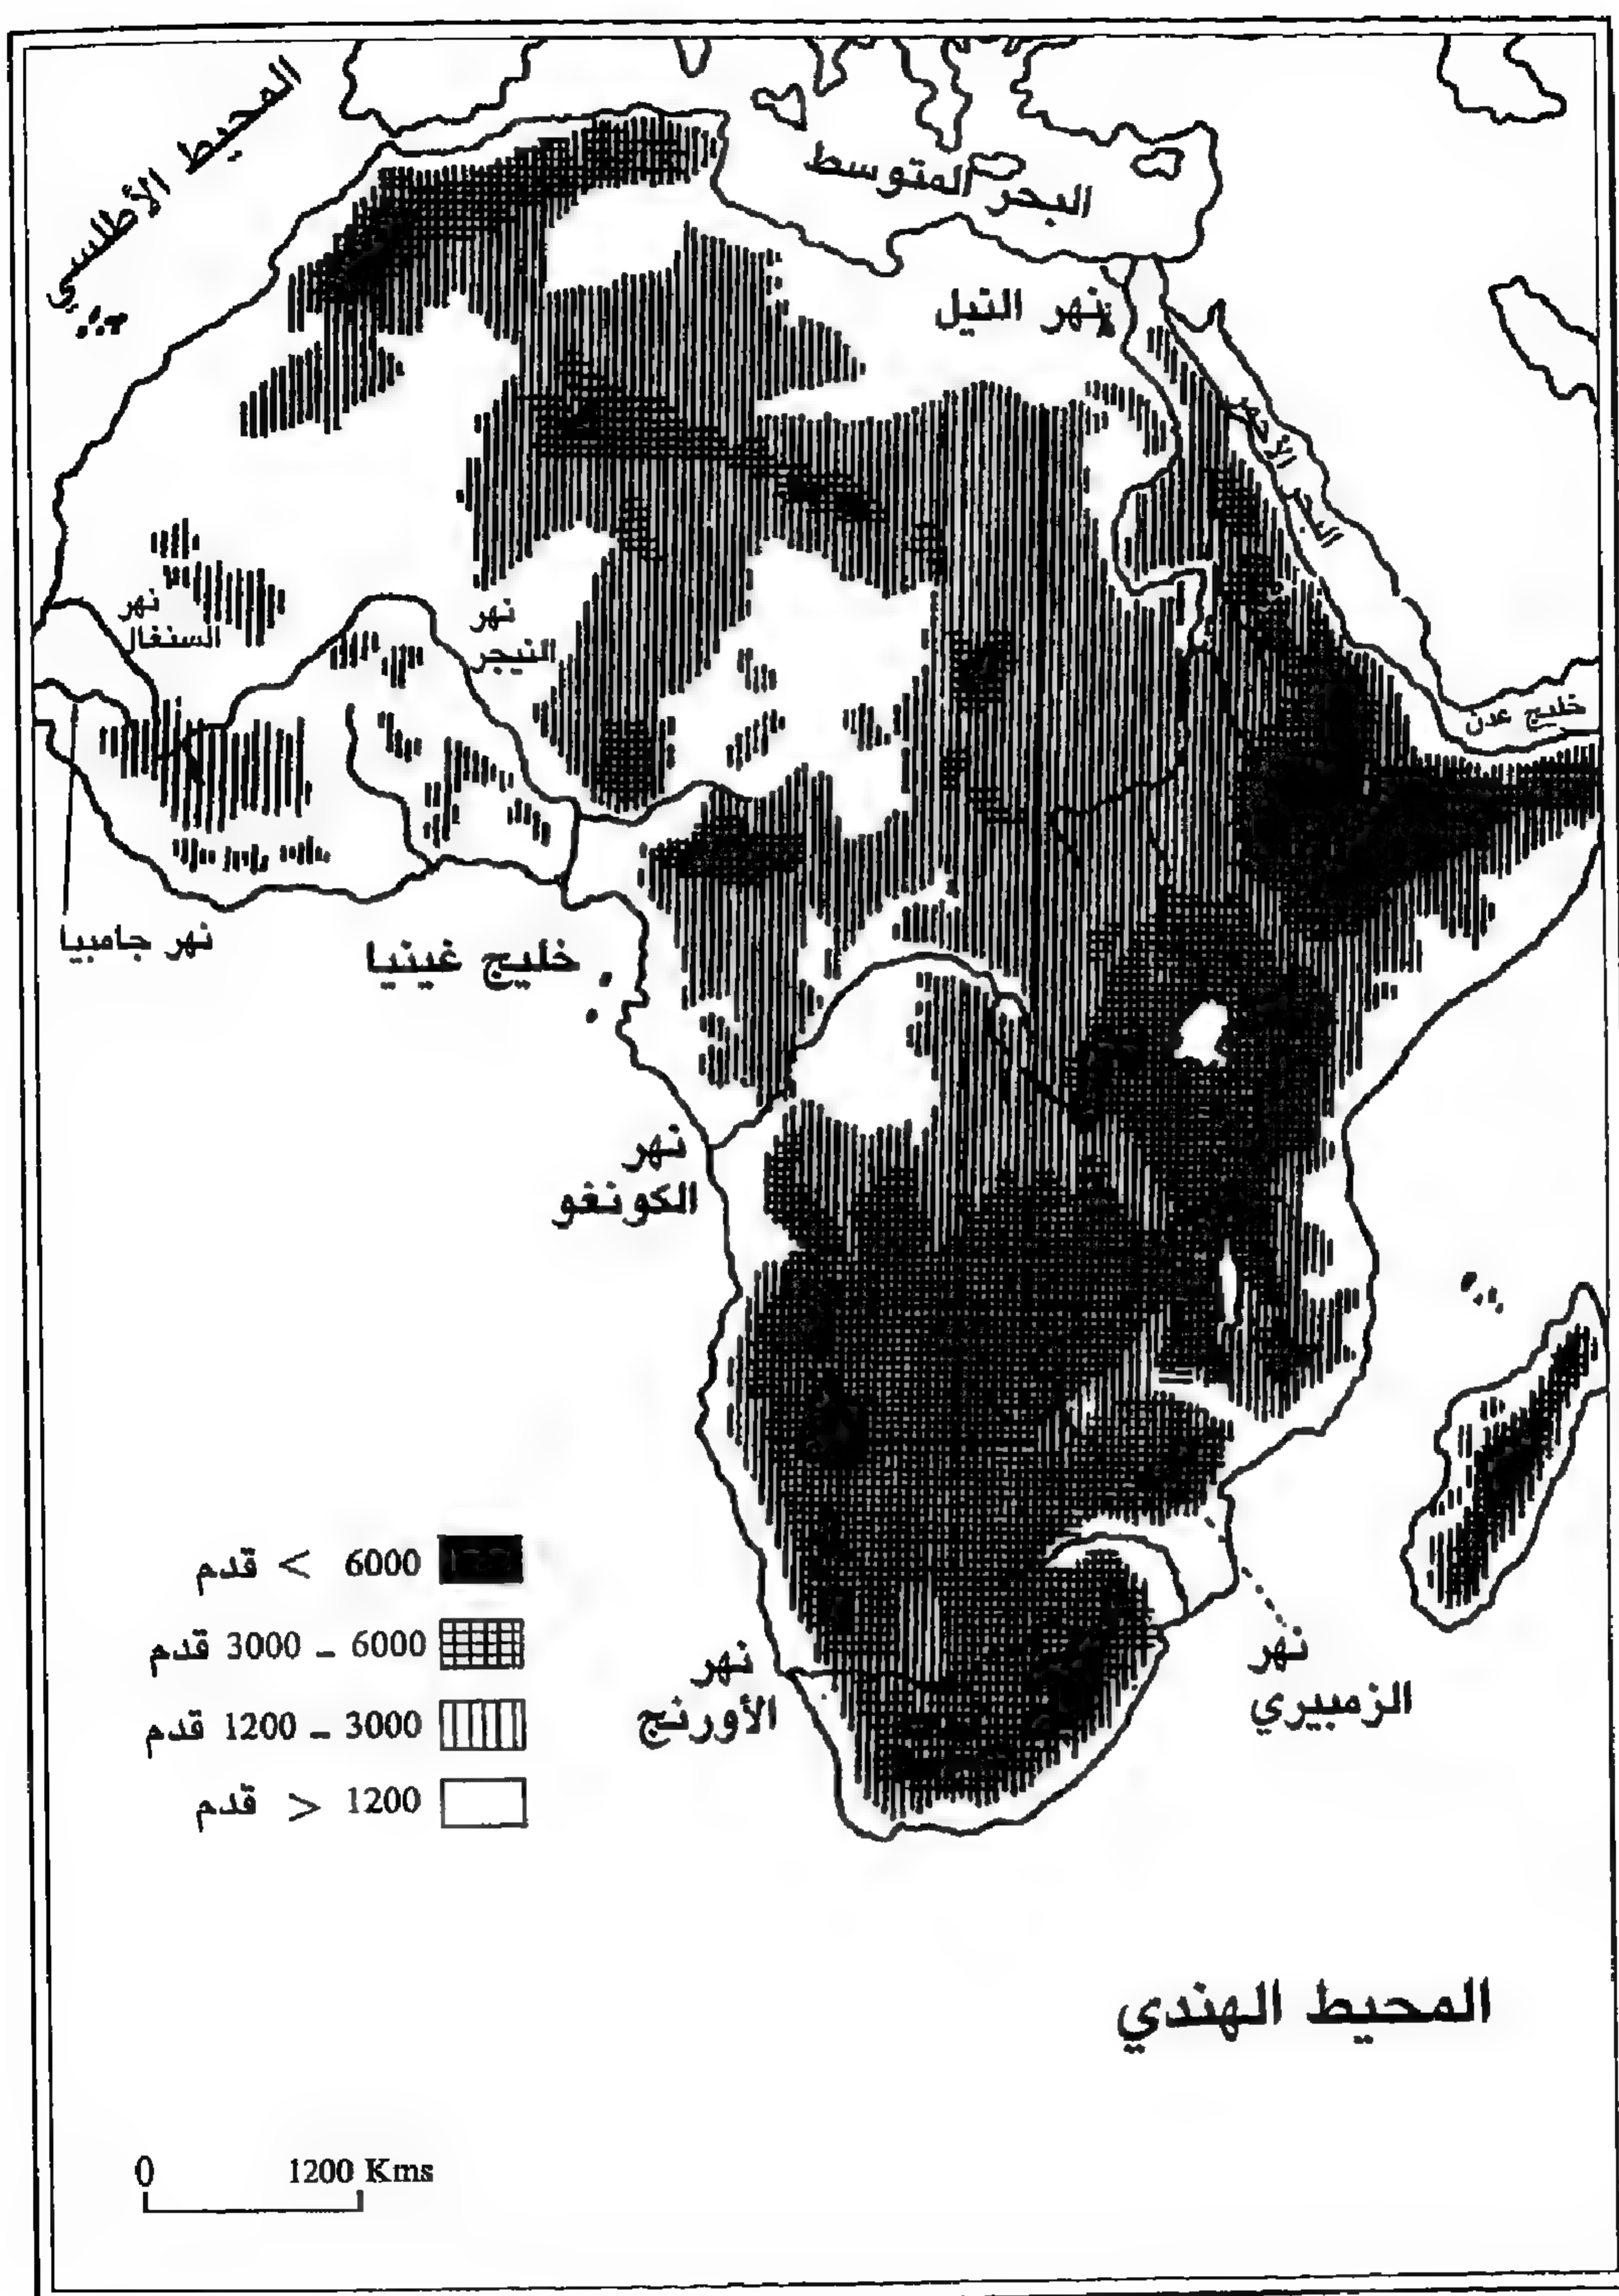 المحيط الأطلسي
البحر المتوسط
نهر النيل
البحر الأحمر
خليج عدن
نهر
السنغال
نهر
النيجر
نهر جامبيا
خليج غينيا
نهر
الكونغو
نهر
الأورنج
نهر
الزمبيري
6000 < قدم
3000 – 6000 قدم
1200 – 3000 قدم
1200 > قدم
المحيط الهندي
0 1200 Kms